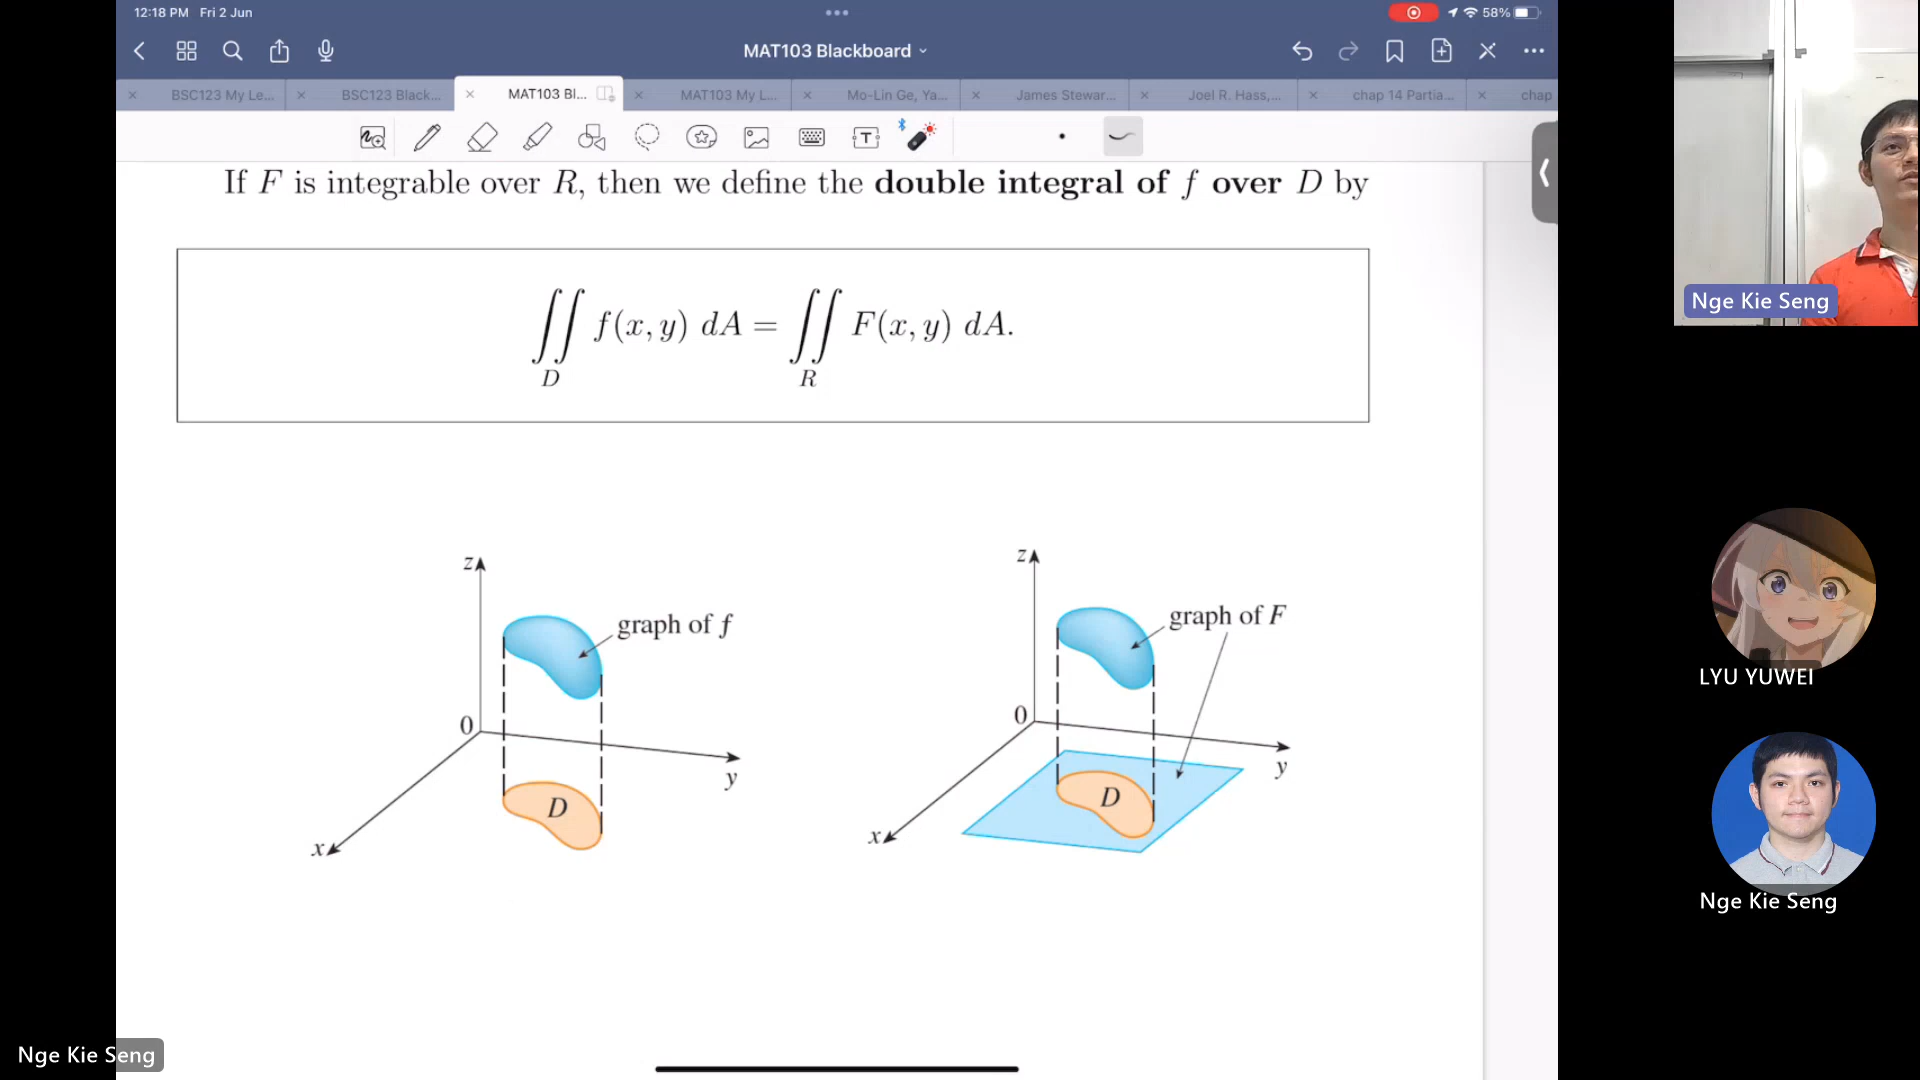 12:18 PM Fri 2 Jun
58%
MAT103 Blackboard
BSC123 My Le...
BSC123 Black...
MAT103 Bl...
MAT103 My L...
Mo-Lin Ge, Ya...
James Stewar...
Joel R. Hass,...
chap 14 Partia...
chap
If F is integrable over R, then we define the double integral of f over D by
∬_D f(x, y) dA = ∬_R F(x, y) dA.
z
graph of f
0
y
D
x
z
graph of F
0
y
D
x
Nge Kie Seng
LYU YUWEI
Nge Kie Seng
Nge Kie Seng